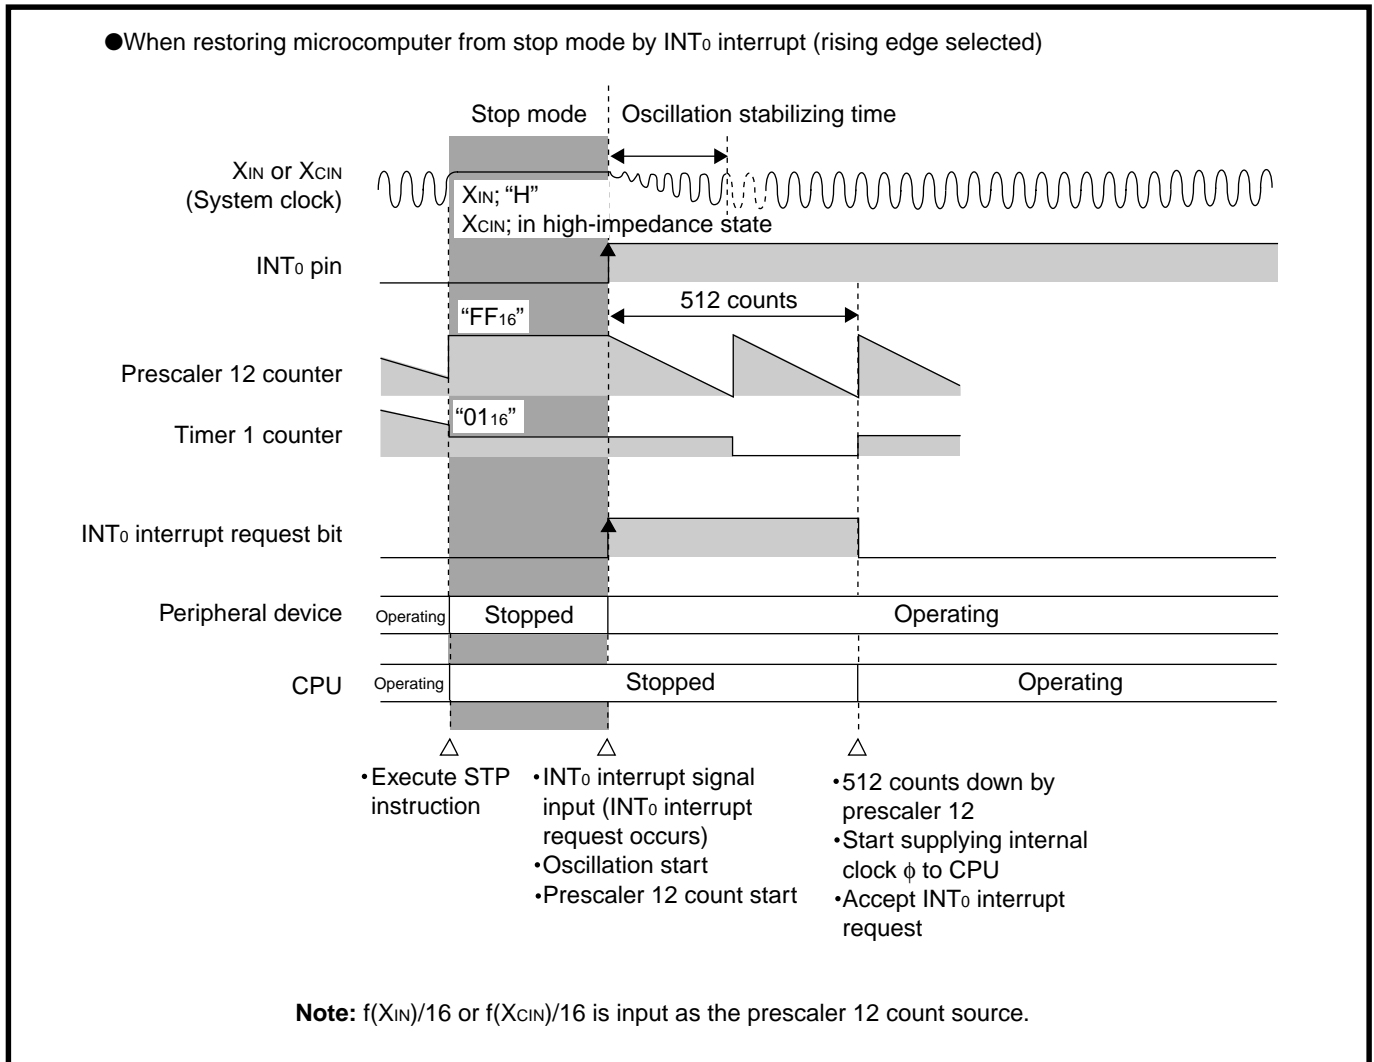 ●When restoring microcomputer from stop mode by INT0 interrupt (rising edge selected)
Stop mode
Oscillation stabilizing time
XIN or XCIN
(System clock)
XIN; “H”
XCIN; in high-impedance state
INT0 pin
512 counts
“FF16”
Prescaler 12 counter
“0116”
Timer 1 counter
INT0 interrupt request bit
Peripheral device
Operating
Stopped
Operating
CPU
Operating
Stopped
Operating
•Execute STP
instruction
•INT0 interrupt signal
input (INT0 interrupt
request occurs)
•Oscillation start
•Prescaler 12 count start
•512 counts down by
prescaler 12
•Start supplying internal
clock ϕ to CPU
•Accept INT0 interrupt
request
Note: f(XIN)/16 or f(XCIN)/16 is input as the prescaler 12 count source.